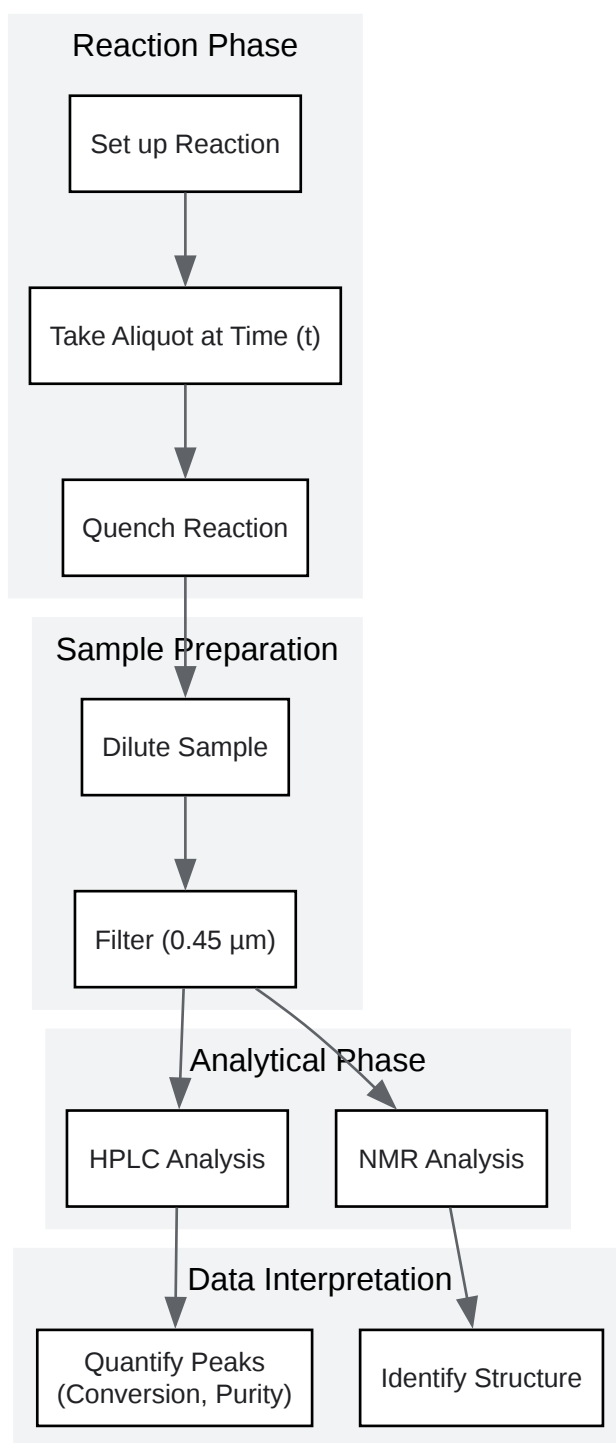 Reaction Phase
Set up Reaction
Take Aliquot at Time (t)
Quench Reaction
Sample Preparation
Dilute Sample
Filter (0.45 µm)
Analytical Phase
HPLC Analysis
NMR Analysis
Data Interpretation
Quantify Peaks
(Conversion, Purity)
Identify Structure